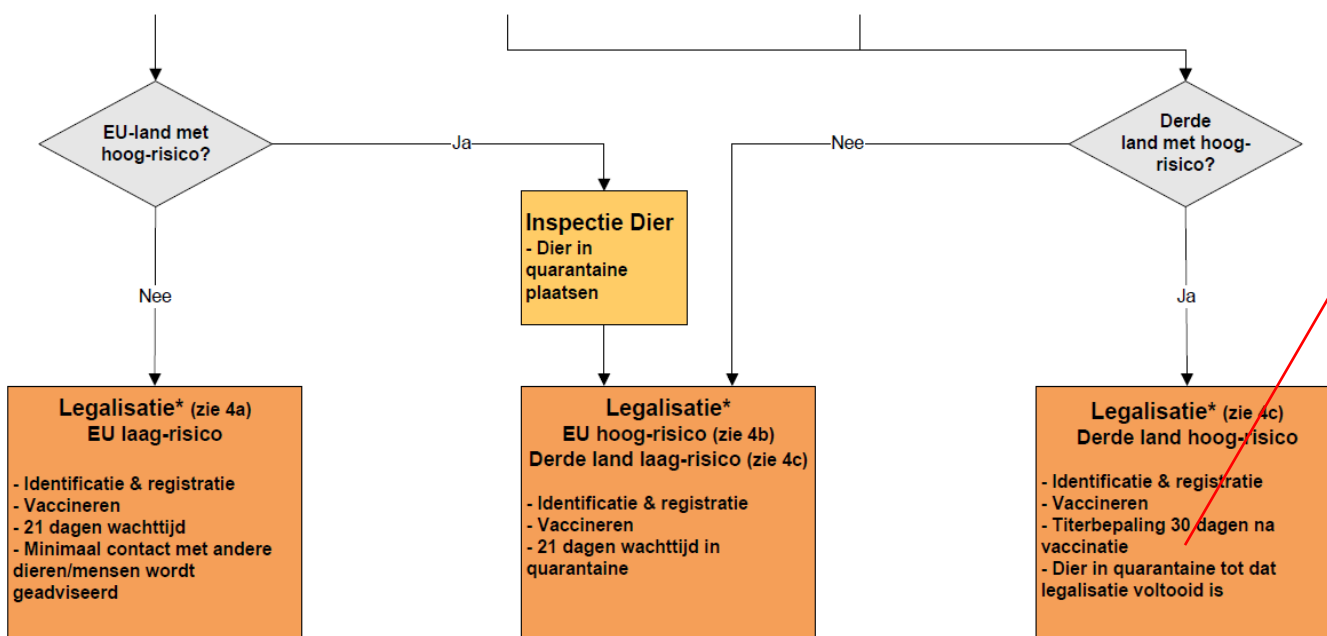 EU-land met
hoog-risico?
Ja
Nee
Derde
land met hoog-
risico?
Inspectie Dier
- Dier in
quarantaine
plaatsen
Nee
Ja
Legalisatie* (zie 4a)
EU laag-risico
- Identificatie & registratie
- Vaccineren
- 21 dagen wachttijd
- Minimaal contact met andere
dieren/mensen wordt
geadviseerd
Legalisatie*
EU hoog-risico (zie 4b)
Derde land laag-risico (zie 4c)
- Identificatie & registratie
- Vaccineren
- 21 dagen wachttijd in
quarantaine
Legalisatie* (zie 4c)
Derde land hoog-risico
- Identificatie & registratie
- Vaccineren
- Titerbepaling 30 dagen na
vaccinatie
- Dier in quarantaine tot dat
legalisatie voltooid is